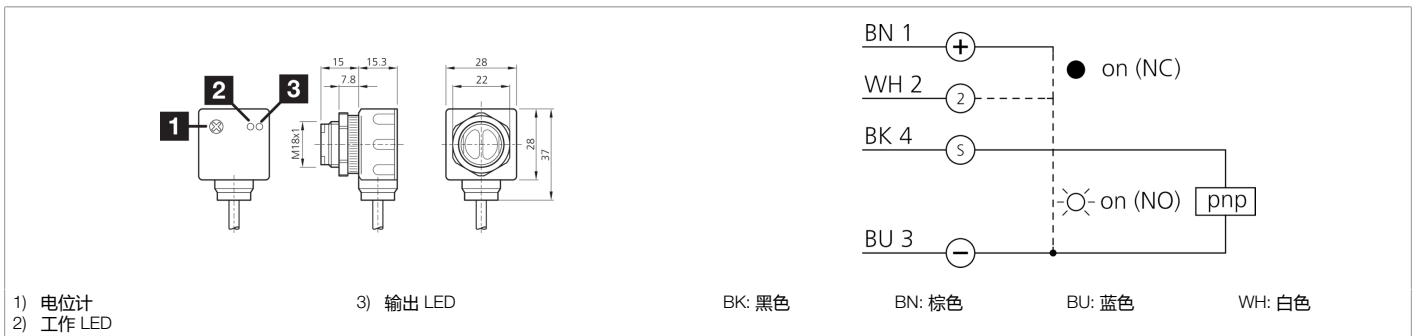 15 15.3
7.8
28
22
2 3
1
M18x1
28
37
BN 1 +
● on (NC)
WH 2 2
BK 4 S
on (NO) pnp
BU 3 −
1) 电位计 3) 输出 LED BK: 黑色 BN: 棕色 BU: 蓝色 WH: 白色
2) 工作 LED